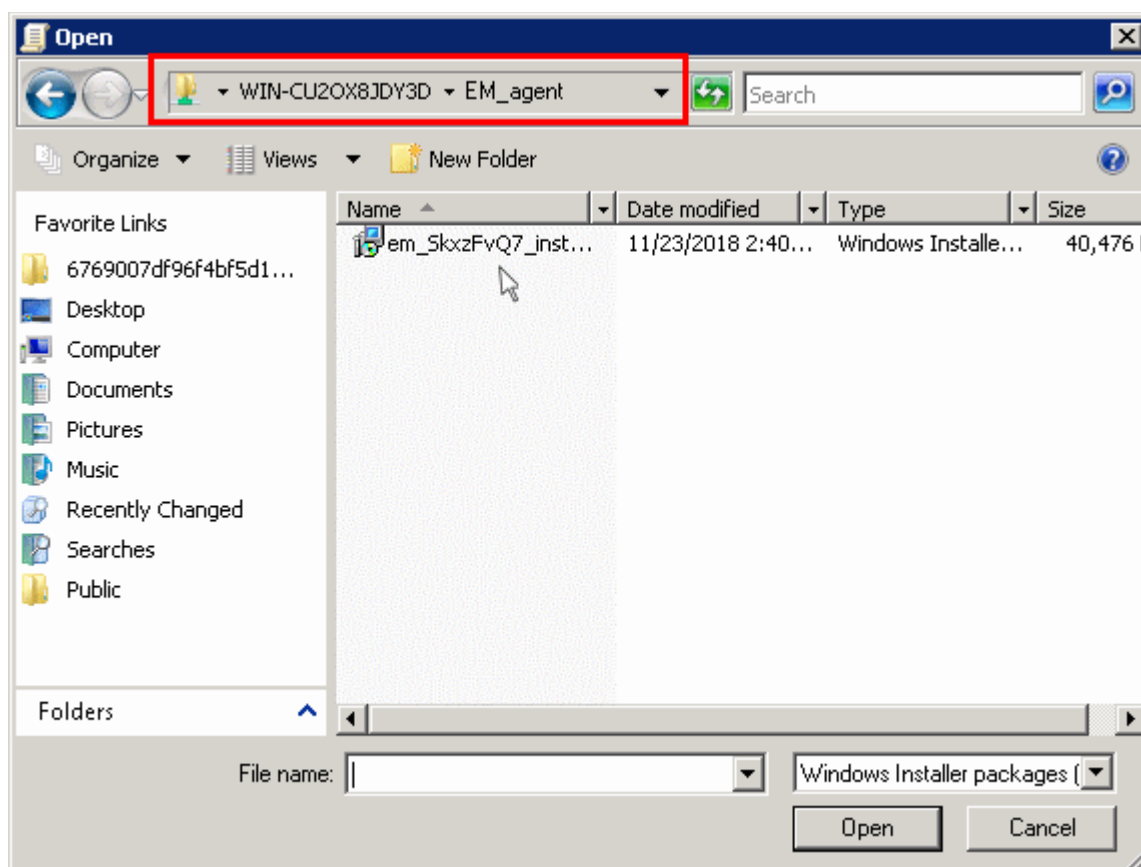 Open
WIN-CU2OX8JDY3D EM_agent Search
Organize Views New Folder
Favorite Links
6769007df96f4bf5d1...
Desktop
Computer
Documents
Pictures
Music
Recently Changed
Searches
Public
Folders
Name Date modified Type Size
em_SkxzFvQ7_inst... 11/23/2018 2:40... Windows Installe... 40,476
File name: Windows Installer packages (
Open Cancel